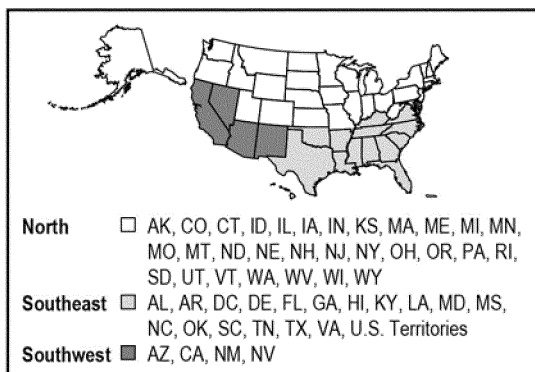 North AK, CO, CT, ID, IL, IA, IN, KS, MA, ME, MI, MN,
MO, MT, ND, NE, NH, NJ, NY, OH, OR, PA, RI,
SD, UT, VT, WA, WV, WI, WY
Southeast AL, AR, DC, DE, FL, GA, HI, KY, LA, MD, MS,
NC, OK, SC, TN, TX, VA, U.S. Territories
Southwest AZ, CA, NM, NV